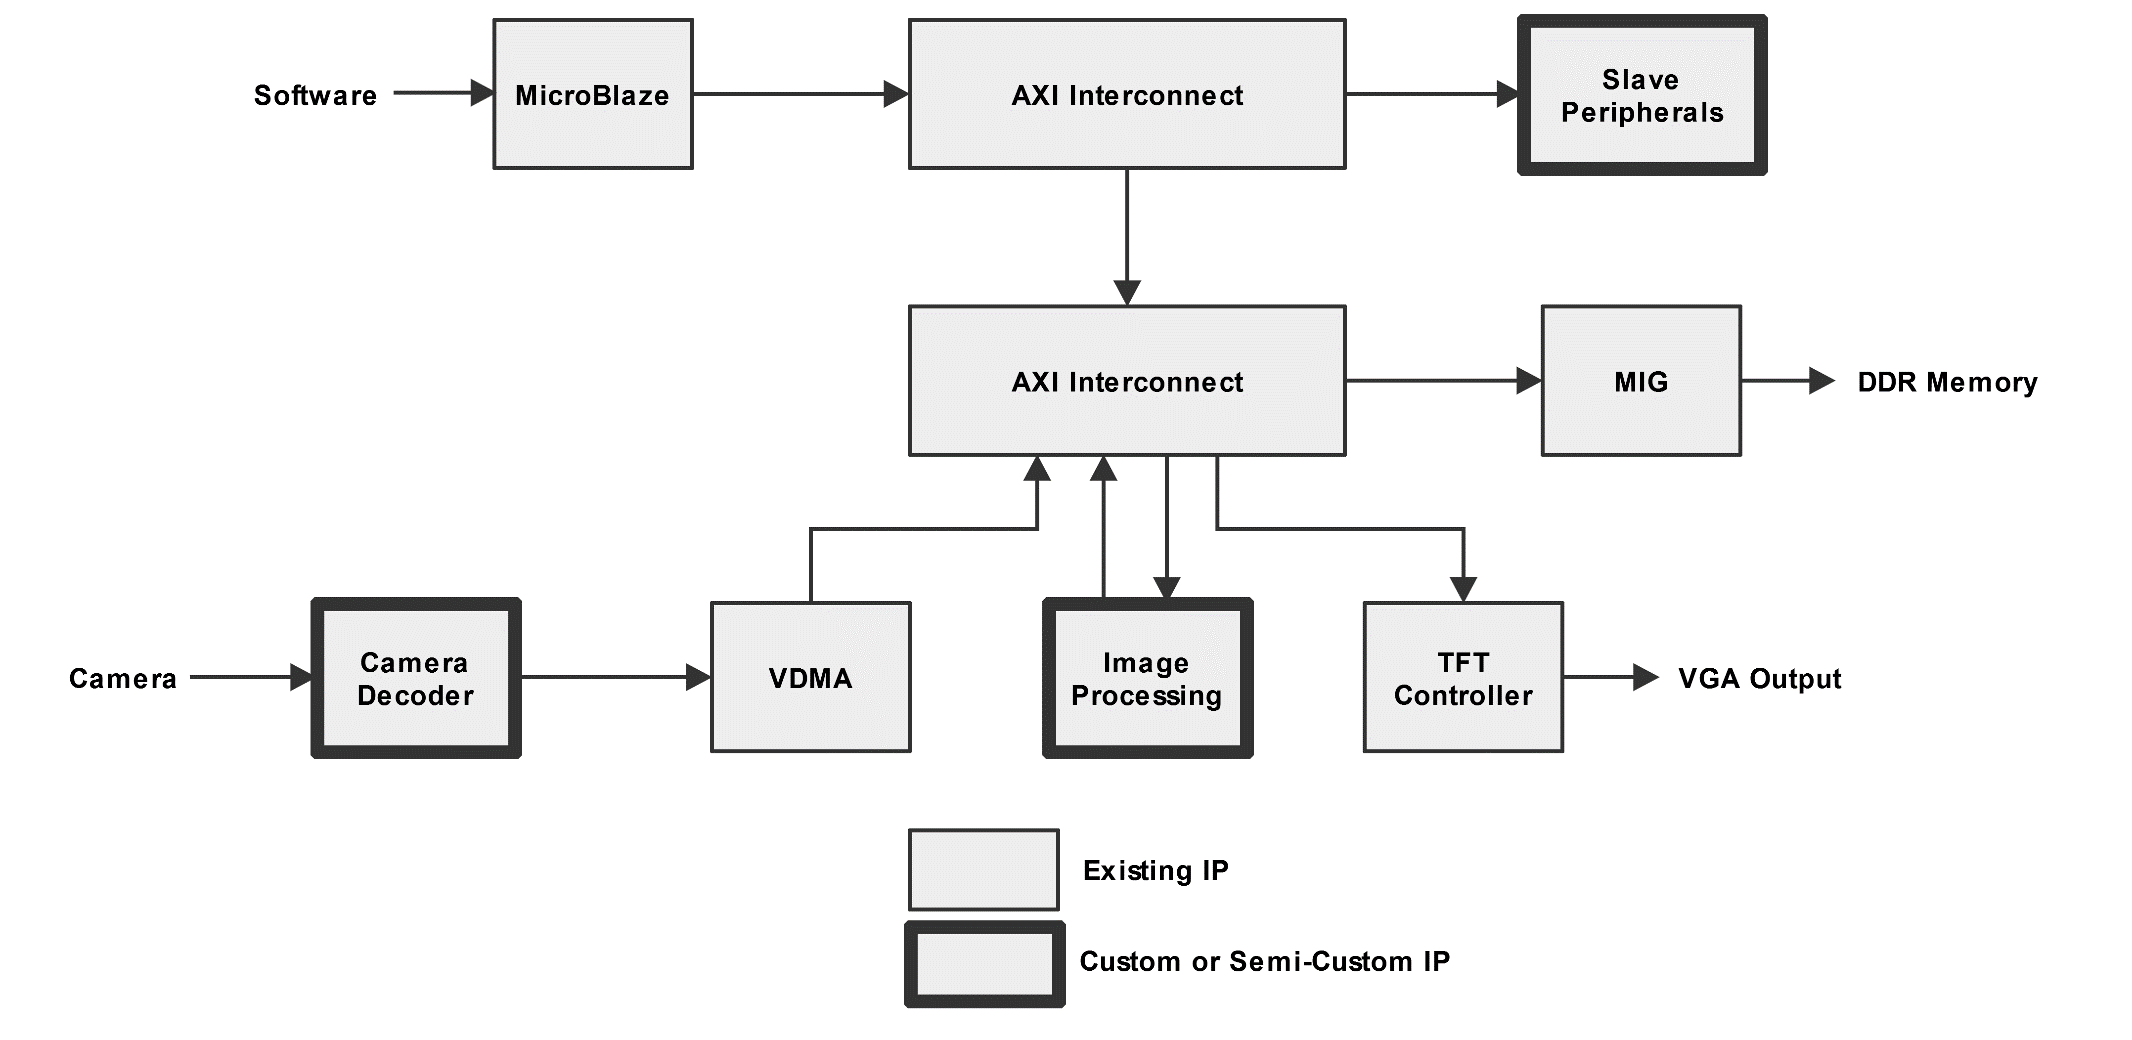 Software
MicroBlaze
AXI Interconnect
Slave
Peripherals
AXI Interconnect
MIG
DDR Memory
Camera
Camera
Decoder
VDMA
Image
Processing
TFT
Controller
VGA Output
Existing IP
Custom or Semi-Custom IP